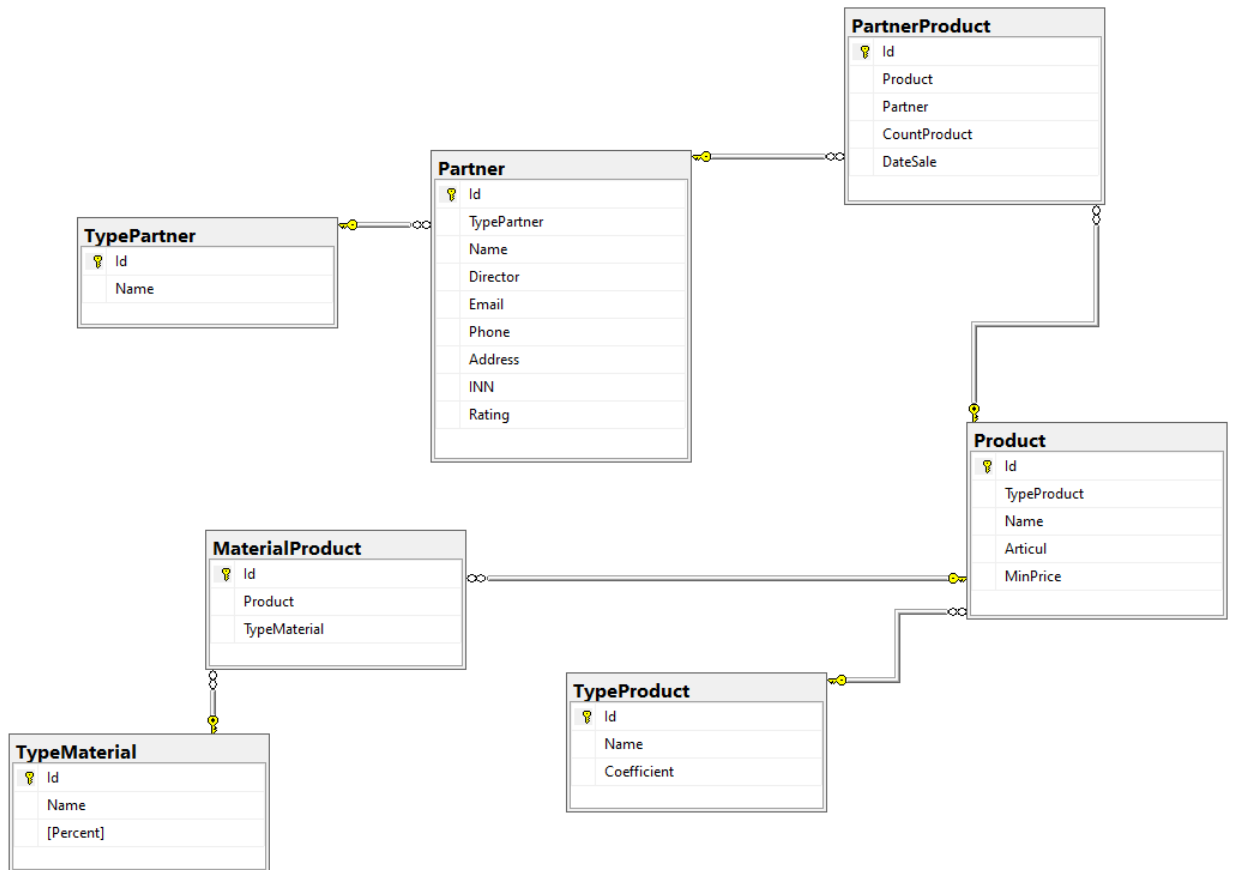 PartnerProduct
Id
Product
Partner
CountProduct
DateSale
Partner
Id
TypePartner
Name
Director
Email
Phone
Address
INN
Rating
TypePartner
Id
Name
Product
Id
TypeProduct
Name
Articul
MinPrice
MaterialProduct
Id
Product
TypeMaterial
TypeProduct
Id
Name
Coefficient
TypeMaterial
Id
Name
[Percent]